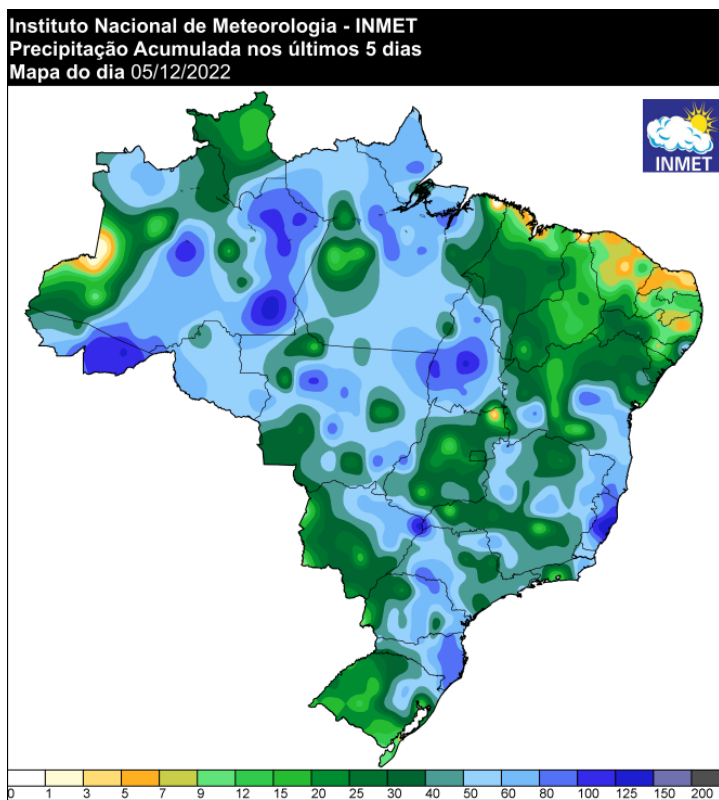 Instituto Nacional de Meteorologia - INMET
Precipitação Acumulada nos últimos 5 dias
Mapa do dia 05/12/2022
INMET
0 1 3 5 7 9 12 15 20 25 30 40 50 60 80 100 125 150 200